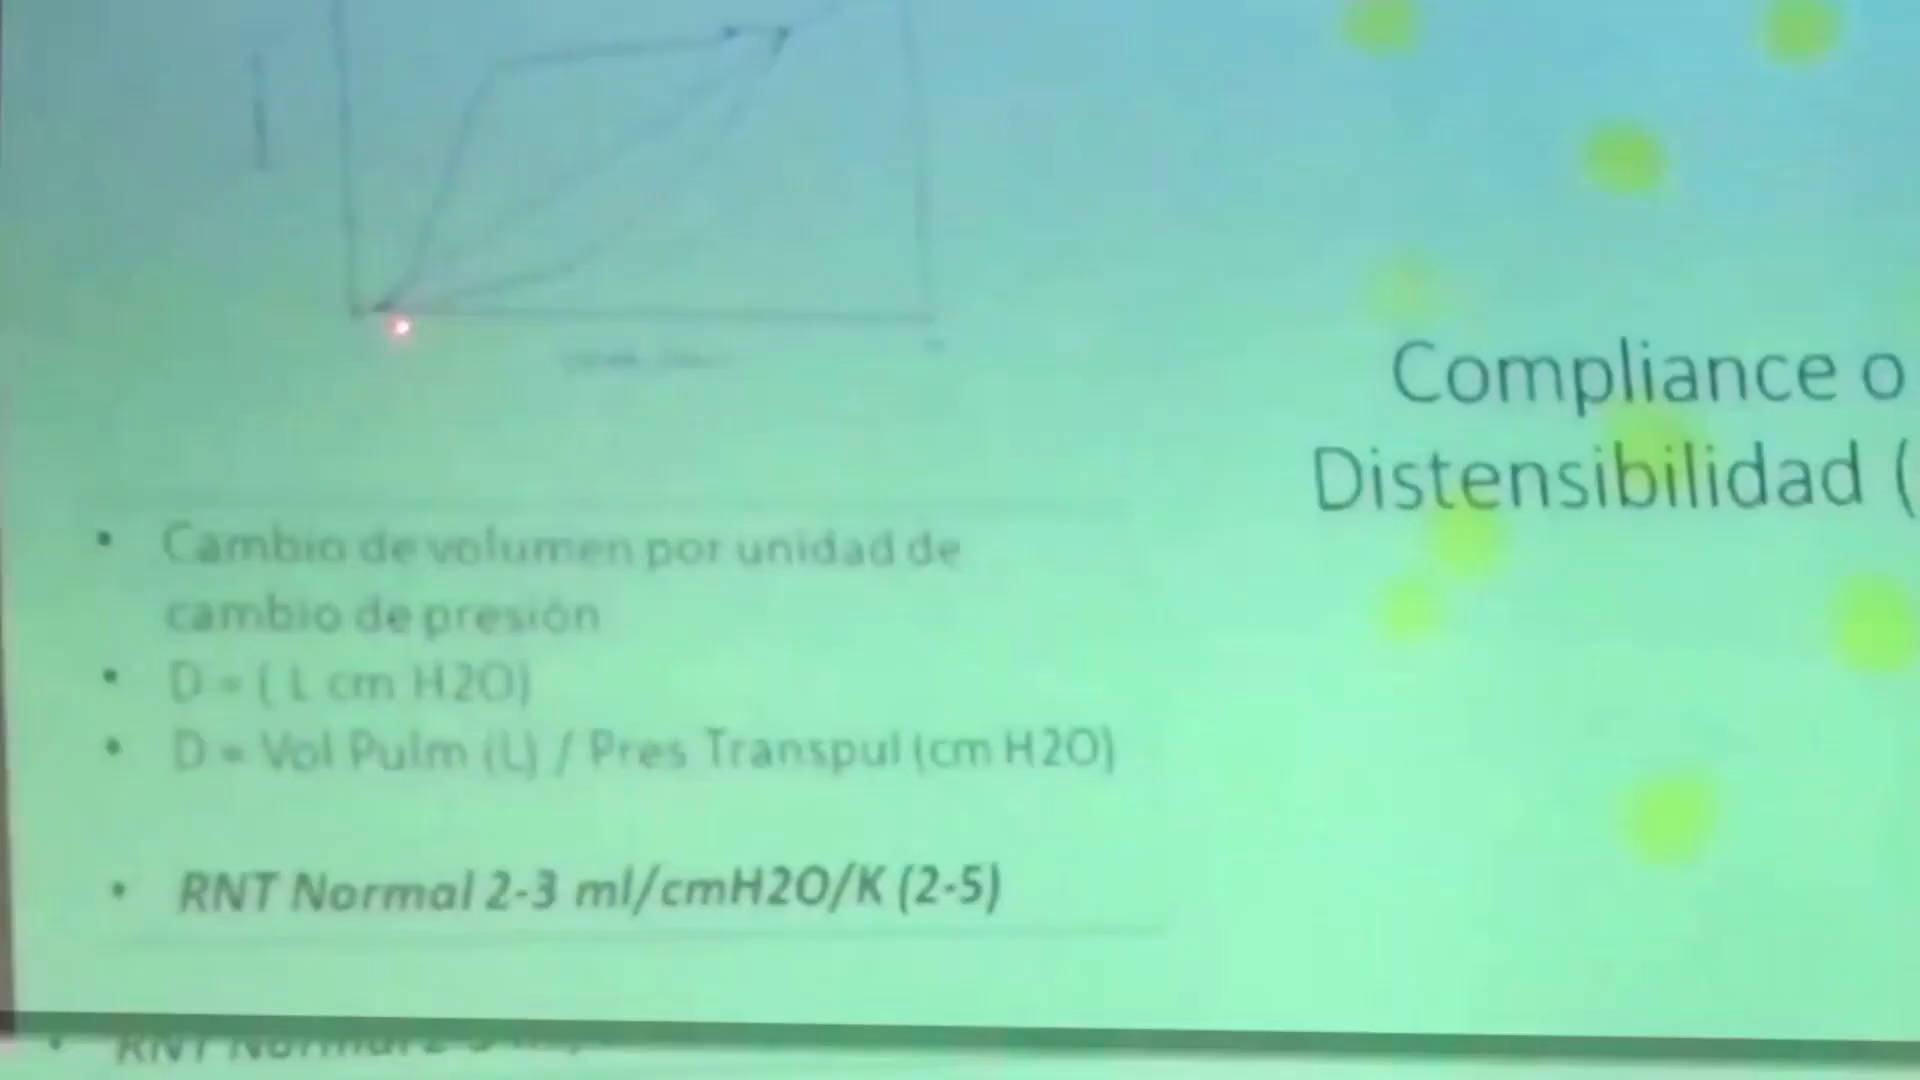 Compliance o
Distensibilidad (
• Cambio de volumen por unidad de
cambio de presión
• D = ( L cm H2O)
• D = Vol Pulm (L) / Pres Transpul (cm H2O)
• RNT Normal 2-3 ml/cmH2O/K (2-5)